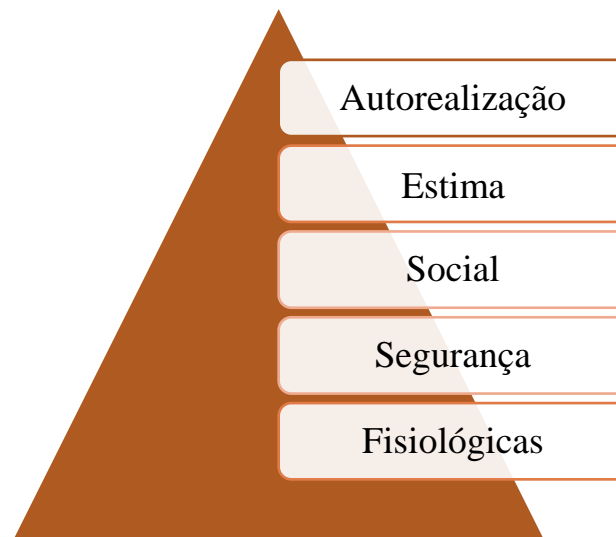 Autorealização
Estima
Social
Segurança
Fisiológicas